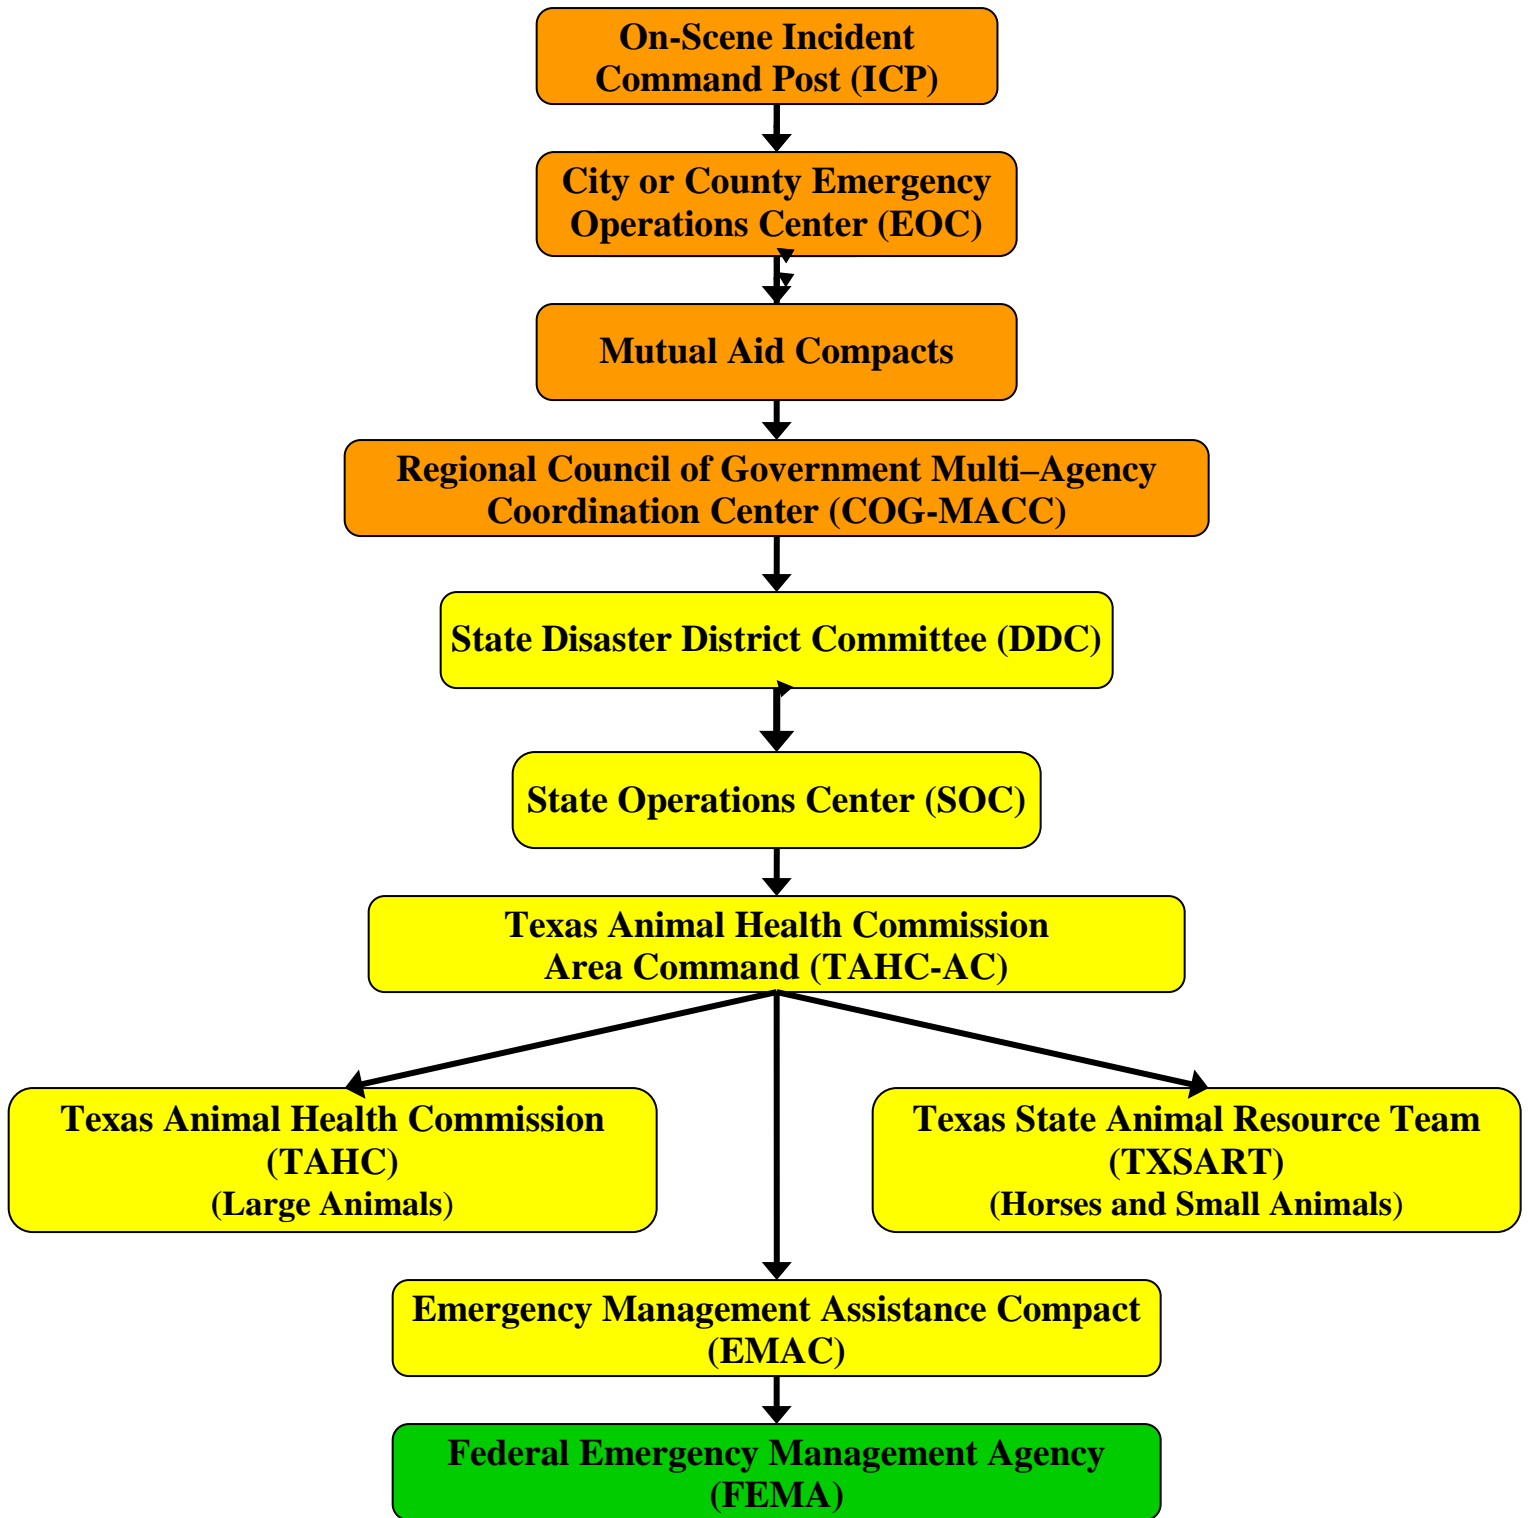 On-Scene Incident
Command Post (ICP)
City or County Emergency
Operations Center (EOC)
Mutual Aid Compacts
Regional Council of Government Multi–Agency
Coordination Center (COG-MACC)
State Disaster District Committee (DDC)
State Operations Center (SOC)
Texas Animal Health Commission
Area Command (TAHC-AC)
Texas Animal Health Commission
(TAHC)
(Large Animals)
Texas State Animal Resource Team
(TXSART)
(Horses and Small Animals)
Emergency Management Assistance Compact
(EMAC)
Federal Emergency Management Agency
(FEMA)